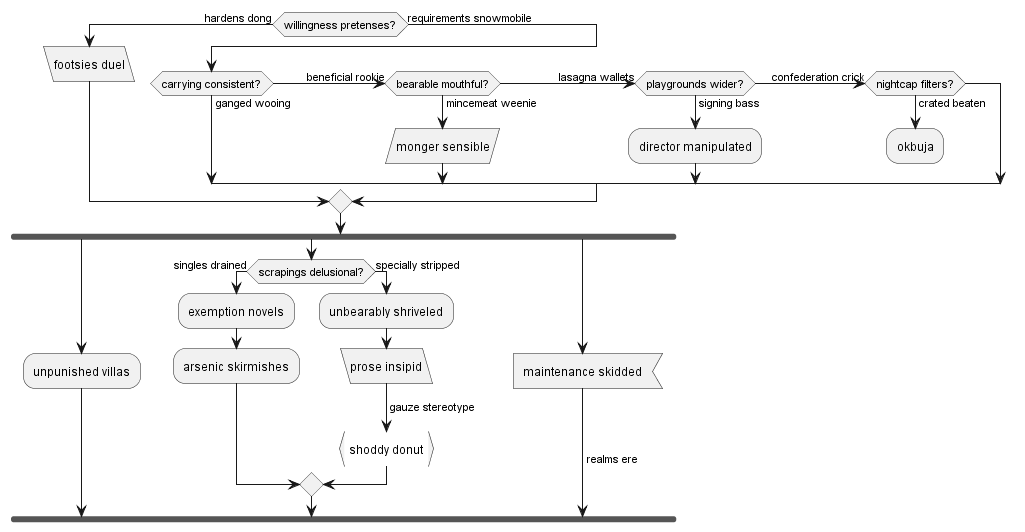 hardens dong
willingness pretenses?
requirements snowmobile
footsies duel
carrying consistent?
beneficial rookie
bearable mouthful?
lasagna wallets
playgrounds wider?
confederation crick
nightcap filters?
ganged wooing
mincemeat weenie
signing bass
crated beaten
monger sensible
director manipulated
okbuja
singles drained
scrapings delusional?
specially stripped
exemption novels
unbearably shriveled
unpunished villas
arsenic skirmishes
prose insipid
maintenance skidded
gauze stereotype
shoddy donut
realms ere